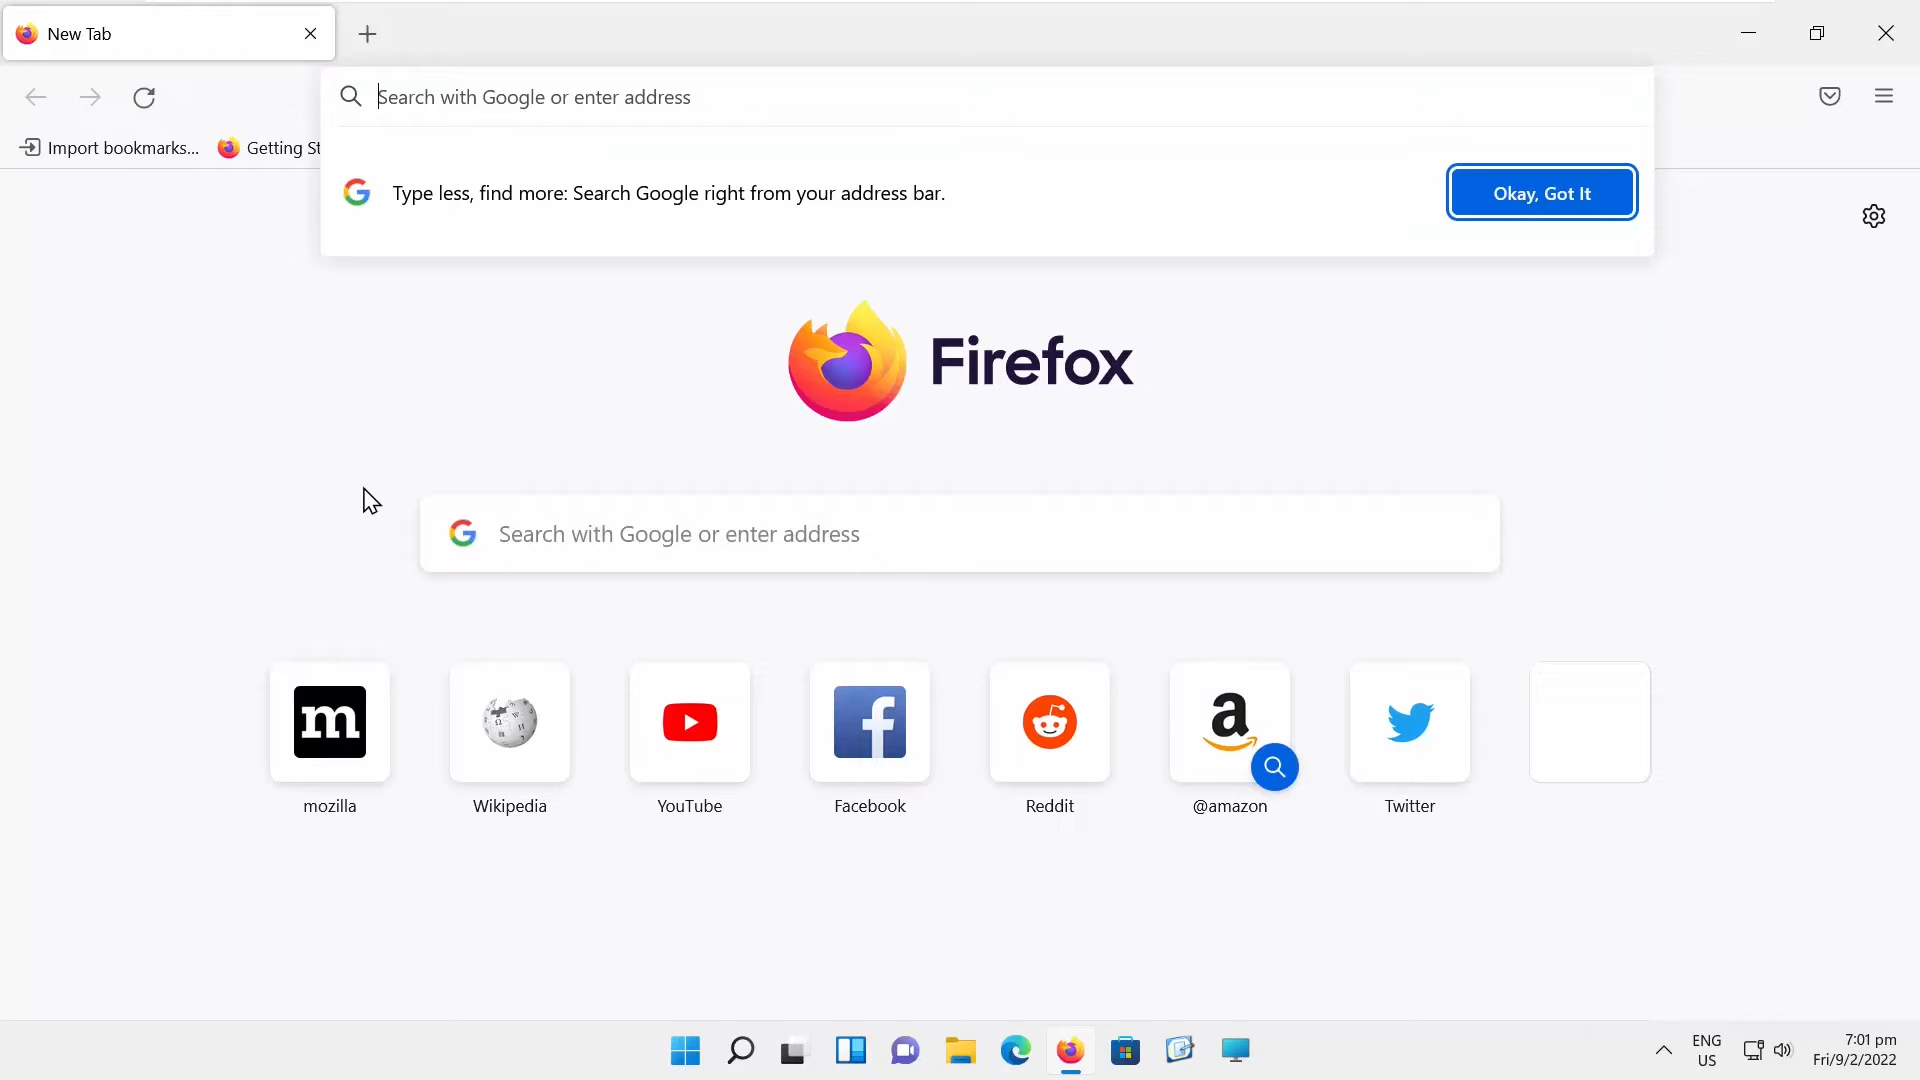 New Tab
Search with Google or enter address
Import bookmarks... Getting St
Type less, find more: Search Google right from your address bar.
Okay, Got It
Firefox
Search with Google or enter address
mozilla
Wikipedia
YouTube
Facebook
Reddit
@amazon
Twitter
ENG
US
7:01 pm
Fri/9/2/2022